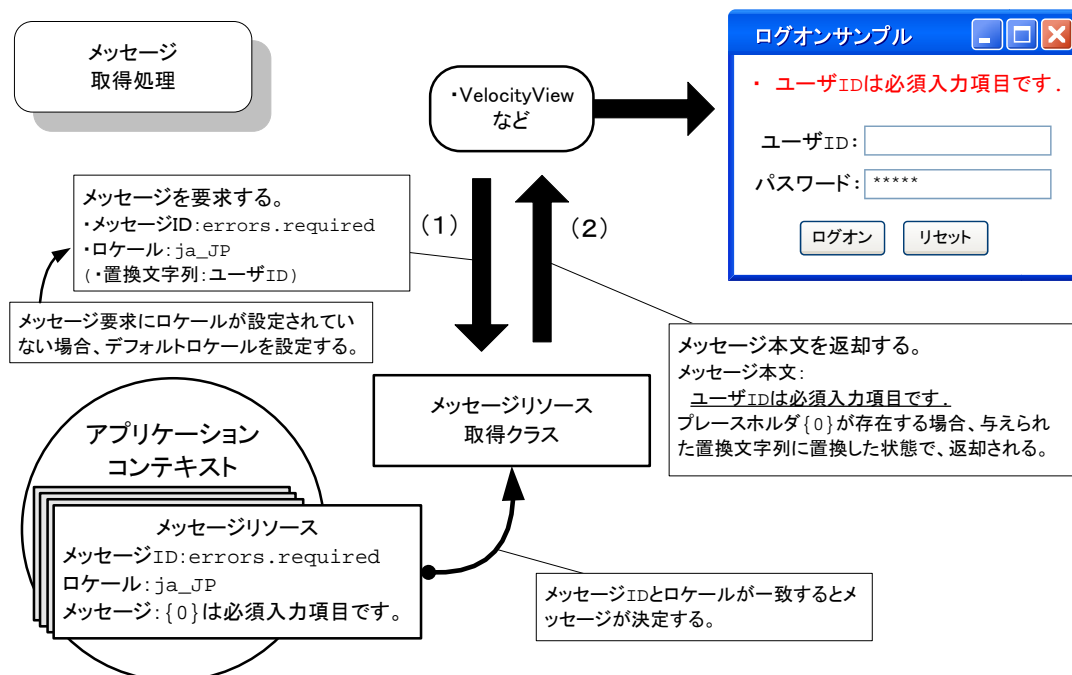 メッセージ
取得処理
・VelocityView
など
ログオンサンプル
・ ユーザIDは必須入力項目です.
ユーザID:
パスワード: *****
ログオン
リセット
メッセージを要求する。
・メッセージID:errors.required
・ロケール:ja_JP
(・置換文字列:ユーザID)
(1)
(2)
メッセージ要求にロケールが設定されてい
ない場合、デフォルトロケールを設定する。
メッセージ本文を返却する。
メッセージ本文:
ユーザIDは必須入力項目です.
プレースホルダ{0}が存在する場合、与えられ
た置換文字列に置換した状態で、返却される。
メッセージリソース
取得クラス
アプリケーション
コンテキスト
メッセージリソース
メッセージID:errors.required
ロケール:ja_JP
メッセージ:{0}は必須入力項目です。
メッセージIDとロケールが一致するとメ
ッセージが決定する。